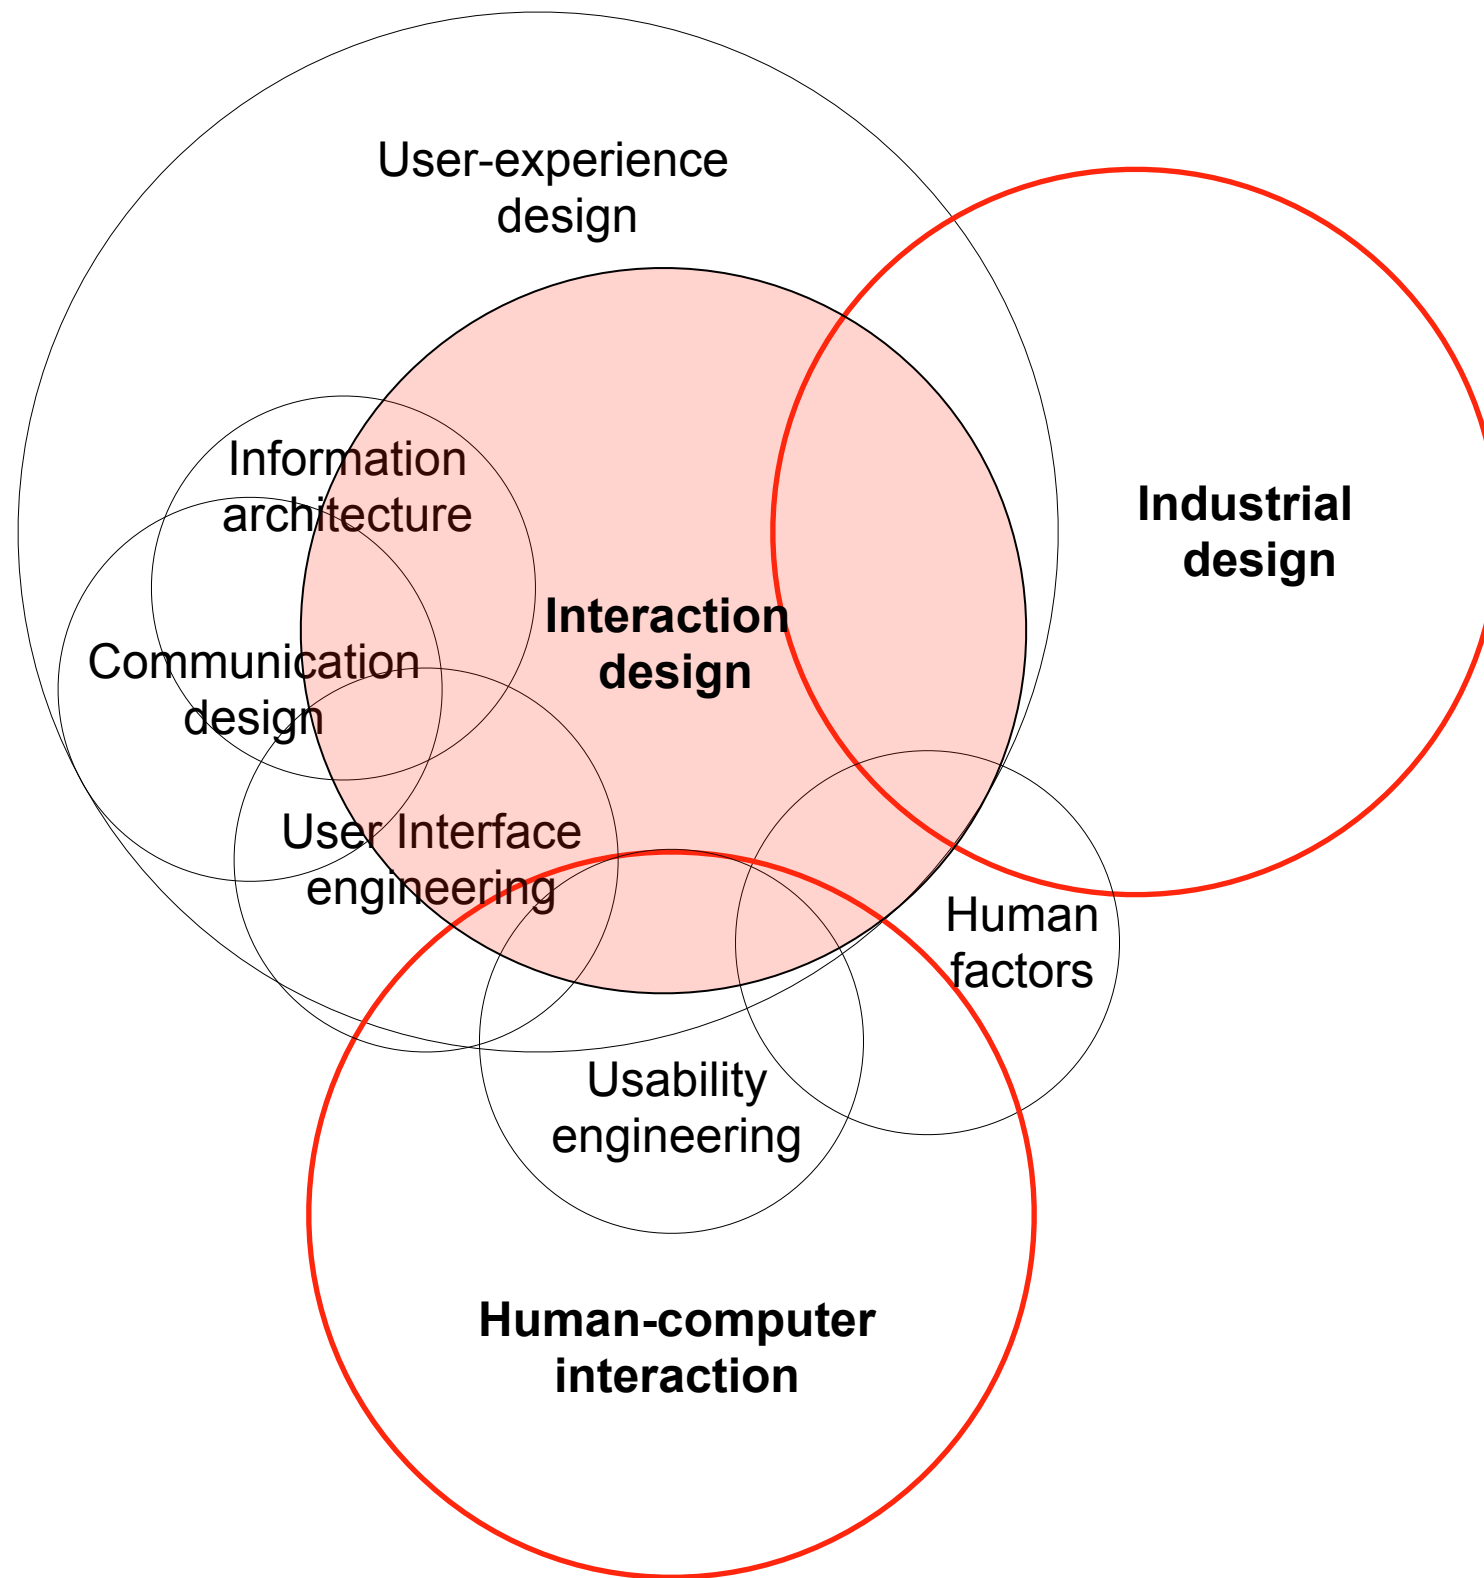 User-experience
design
Information
architecture
Industrial
design
Interaction
design
Communication
design
User Interface
engineering
Human
factors
Usability
engineering
Human-computer
interaction